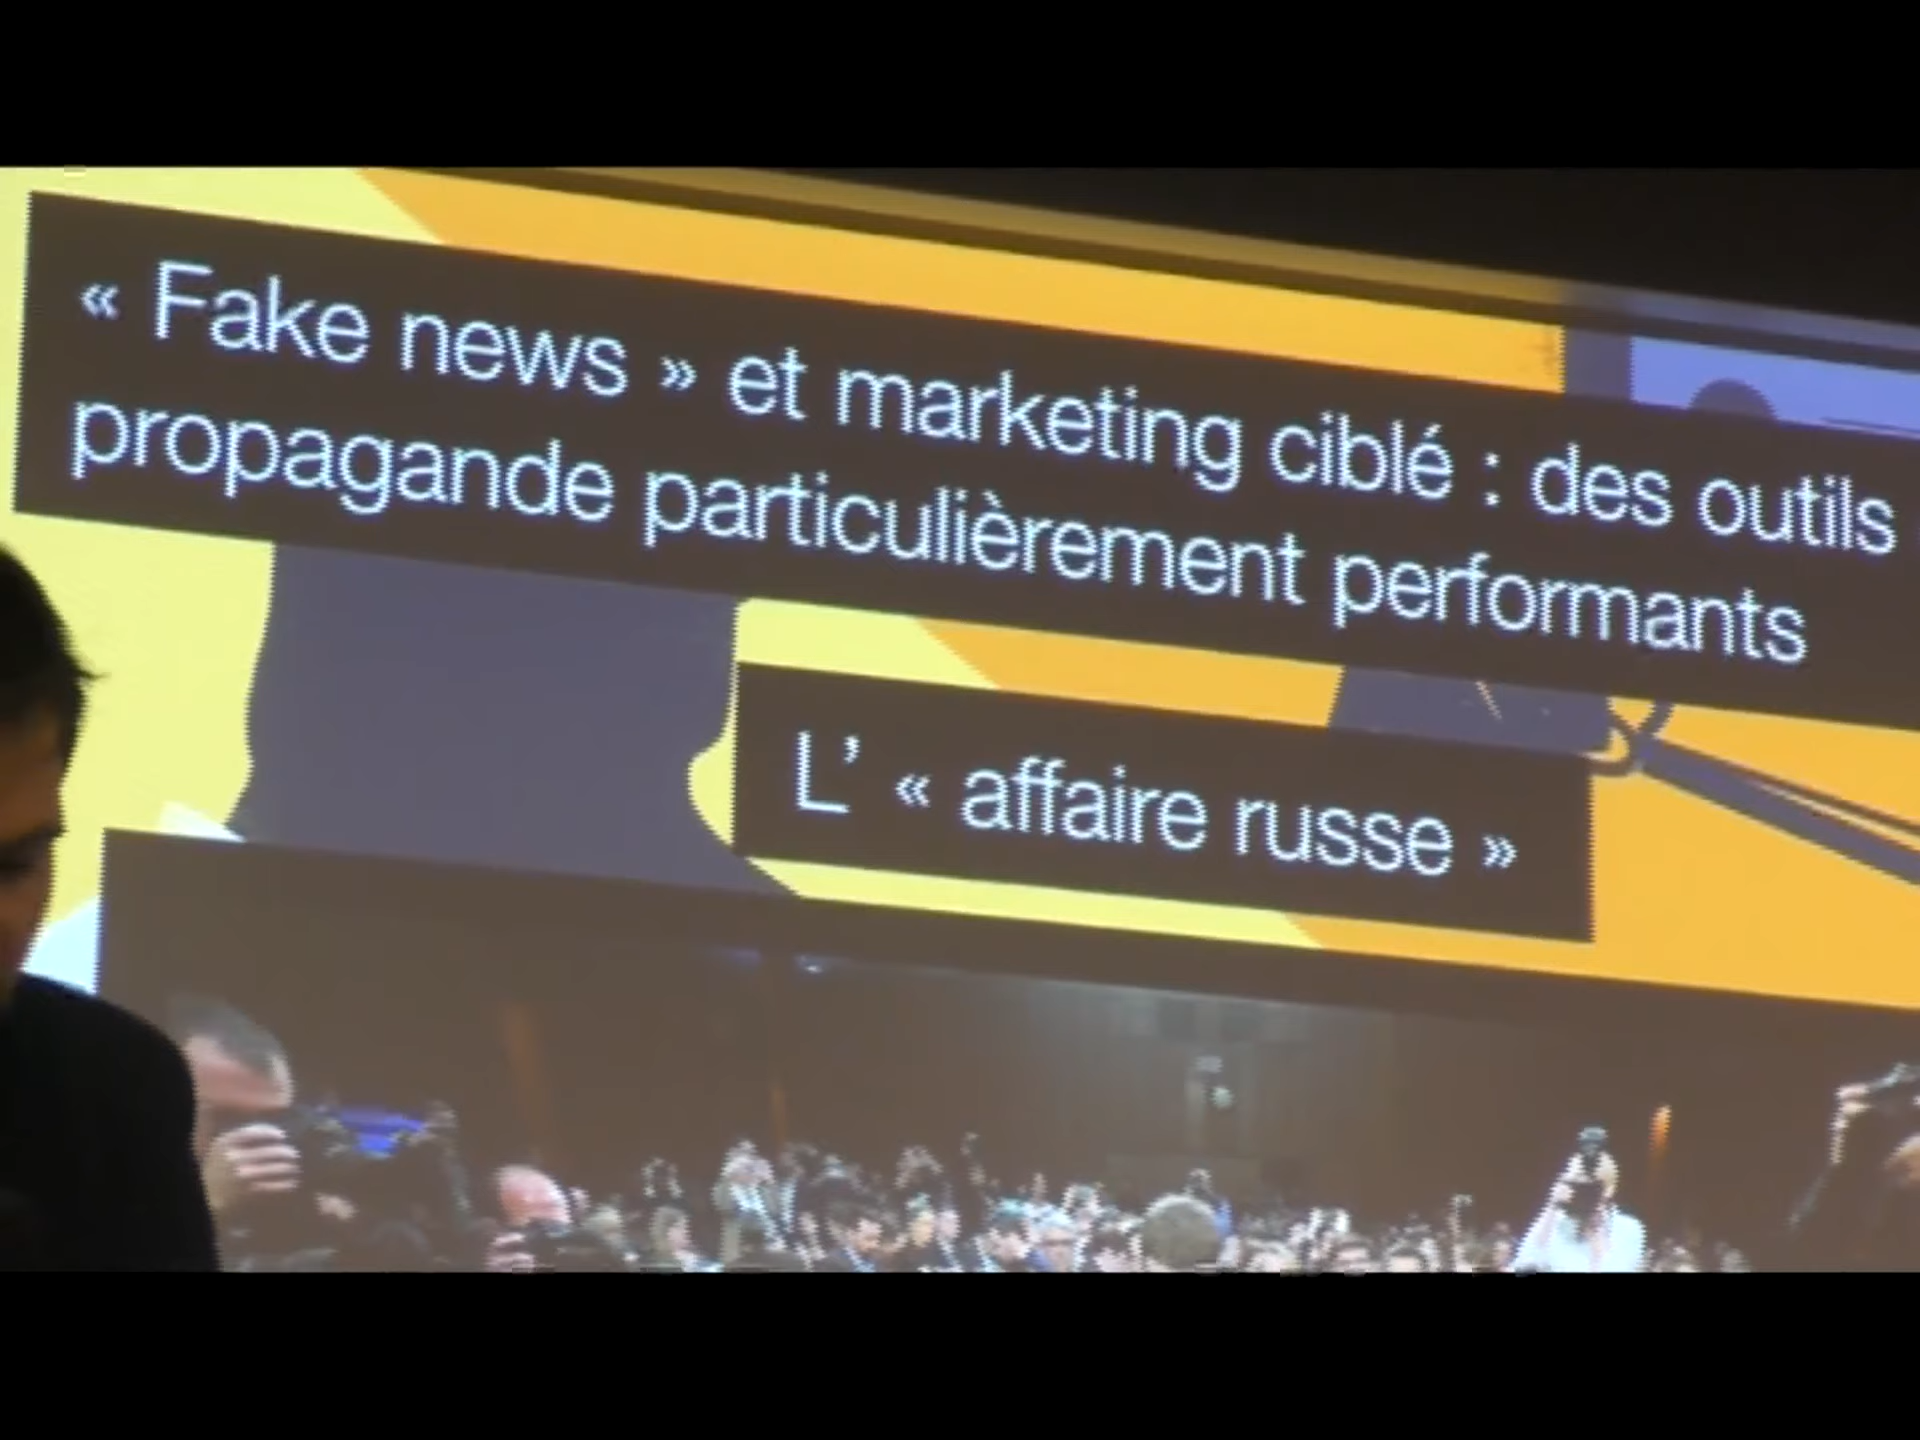 « Fake news » et marketing ciblé : des outils
propagande particulièrement performants
L’ « affaire russe »